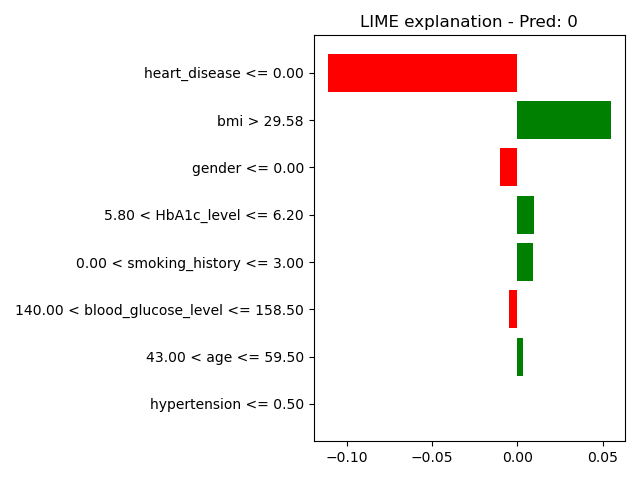 LIME explanation - Pred: 0
heart_disease <= 0.00
bmi > 29.58
gender <= 0.00
5.80 < HbA1c_level <= 6.20
0.00 < smoking_history <= 3.00
140.00 < blood_glucose_level <= 158.50
43.00 < age <= 59.50
hypertension <= 0.50
−0.10 −0.05 0.00 0.05